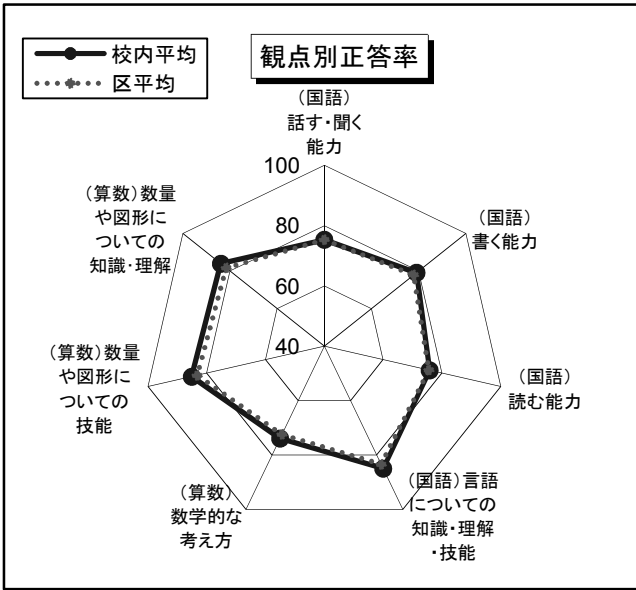 校内平均
区平均
観点別正答率
（国語）
話す・聞く
能力
（国語）
書く能力
（国語）
読む能力
（国語）言語
についての
知識・理解
・技能
（算数）
数学的な
考え方
（算数）数量
や図形に
ついての
技能
（算数）数量
や図形に
ついての
知識・理解
100
80
60
40